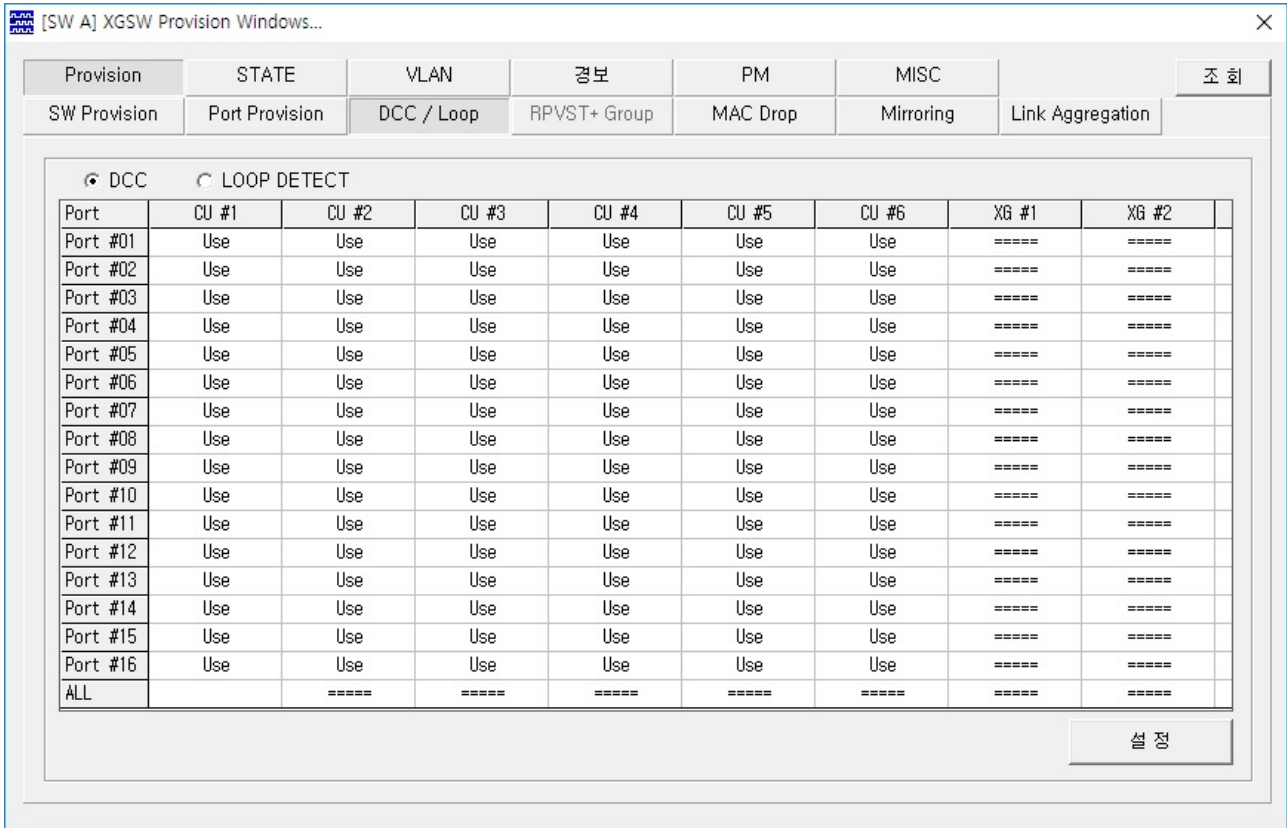 [SW A] XGSW Provision Windows...
Provision STATE VLAN 경보 PM MISC 조 회
SW Provision Port Provision DCC / Loop RPVST+ Group MAC Drop Mirroring Link Aggregation
DCC LOOP DETECT
Port CU #1 CU #2 CU #3 CU #4 CU #5 CU #6 XG #1 XG #2
Port #01 Use Use Use Use Use Use ===== =====
Port #02 Use Use Use Use Use Use ===== =====
Port #03 Use Use Use Use Use Use ===== =====
Port #04 Use Use Use Use Use Use ===== =====
Port #05 Use Use Use Use Use Use ===== =====
Port #06 Use Use Use Use Use Use ===== =====
Port #07 Use Use Use Use Use Use ===== =====
Port #08 Use Use Use Use Use Use ===== =====
Port #09 Use Use Use Use Use Use ===== =====
Port #10 Use Use Use Use Use Use ===== =====
Port #11 Use Use Use Use Use Use ===== =====
Port #12 Use Use Use Use Use Use ===== =====
Port #13 Use Use Use Use Use Use ===== =====
Port #14 Use Use Use Use Use Use ===== =====
Port #15 Use Use Use Use Use Use ===== =====
Port #16 Use Use Use Use Use Use ===== =====
ALL ===== ===== ===== ===== ===== ===== =====
설 정